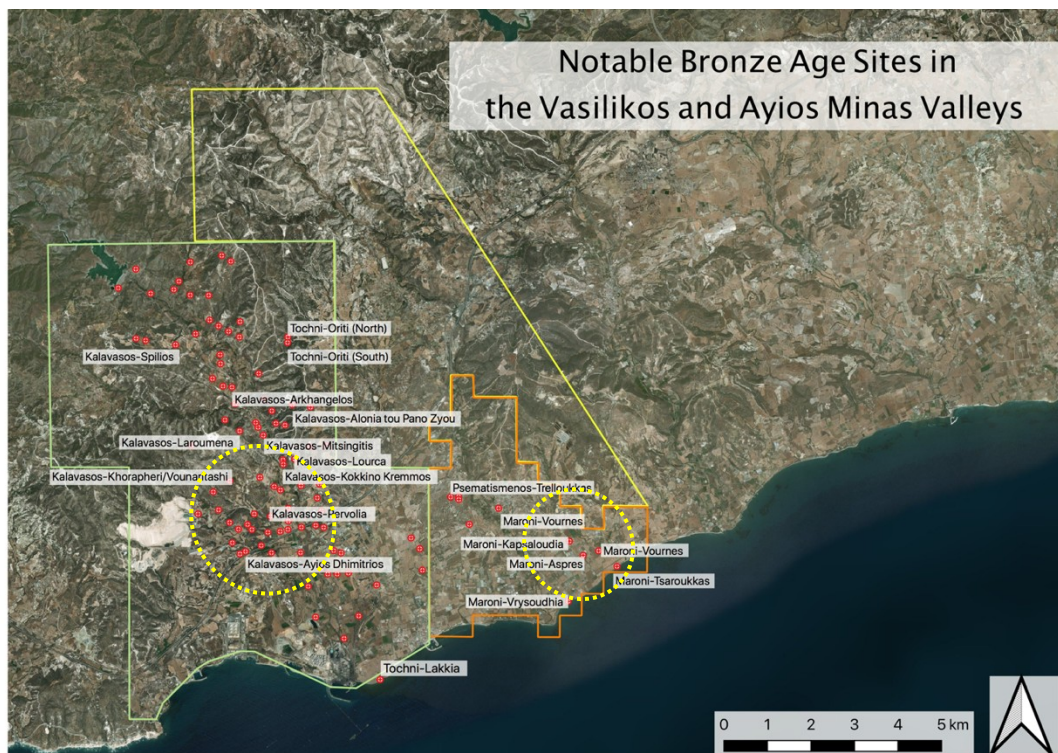 Notable Bronze Age Sites in
the Vasilikos and Ayios Minas Valleys
Tochni-Oriti (North)
Kalavasos-Spilios
Tochni-Oriti (South)
Kalavasos-Arkhangelos
Kalavasos-Alonia tou Pano Zyou
Kalavasos-Laroumena
Kalavasos-Mitsingitis
Kalavasos-Lourca
Kalavasos-Khorapheri/Vounaritashi
Kalavasos-Kokkino Kremmos
Psematismenos-Trelloukkas
Kalavasos-Pervolia
Maroni-Vournes
Maroni-Kapsaloudia
Maroni-Vournes
Kalavasos-Ayios Dhimitrios
Maroni-Aspres
Maroni-Tsaroukkas
Maroni-Vrysoudhia
Tochni-Lakkia
0 1 2 3 4 5 km